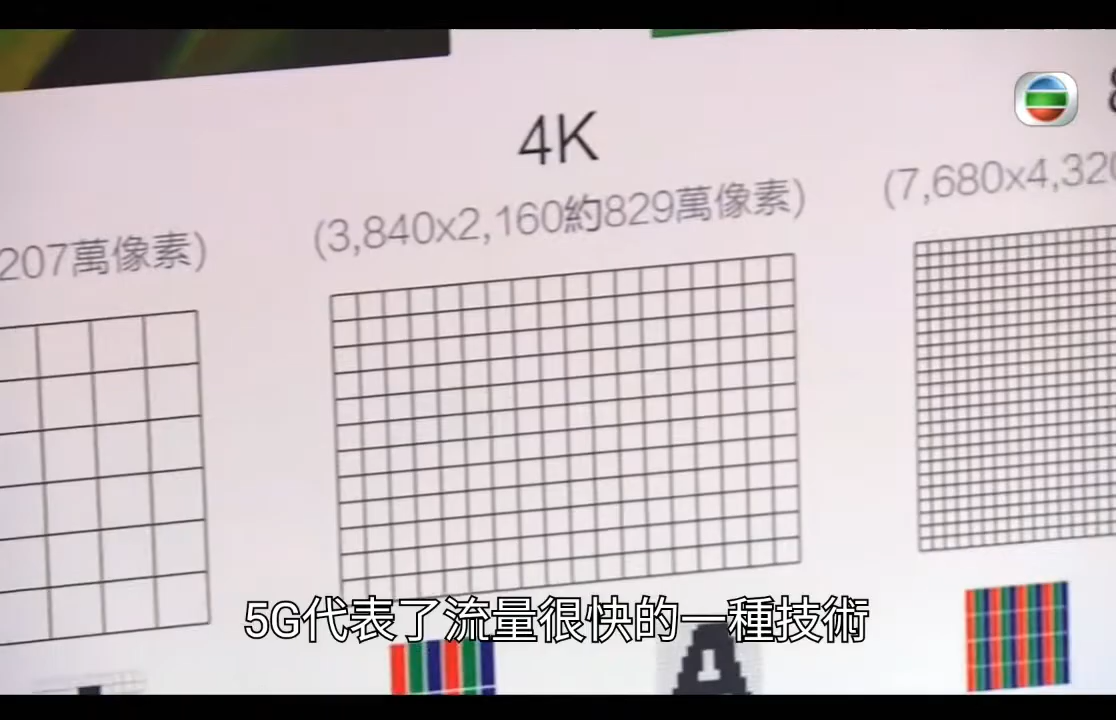 4K
207萬像素)
(3,840x2,160約829萬像素)
(7,680x4,320
5G代表了流量很快的一種技術